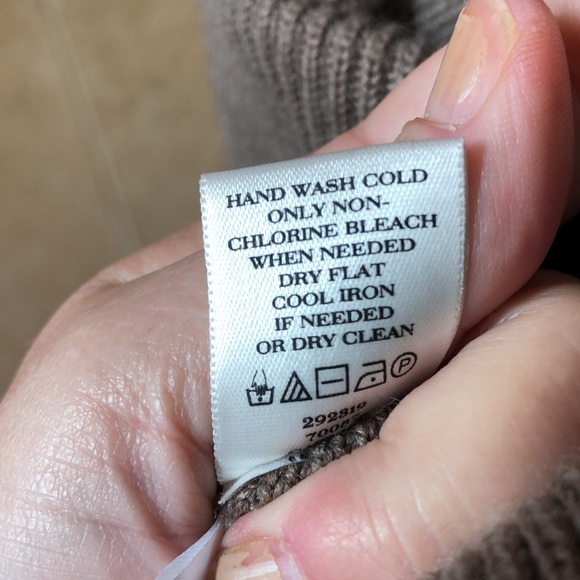 HAND WASH COLD
ONLY NON-
CHLORINE BLEACH
WHEN NEEDED
DRY FLAT
COOL IRON
IF NEEDED
OR DRY CLEAN
P
292819